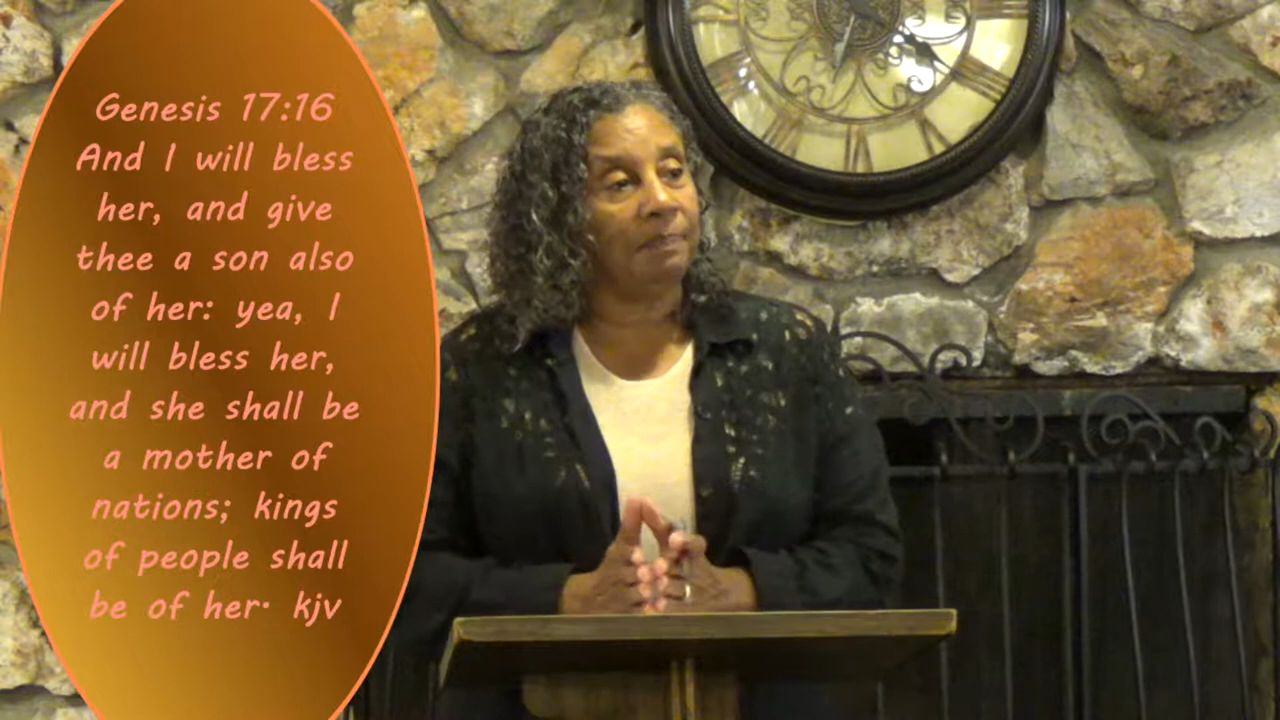 Genesis 17:16
And I will bless
her, and give
thee a son also
of her: yea, I
will bless her,
and she shall be
a mother of
nations; kings
of people shall
be of her· kjv